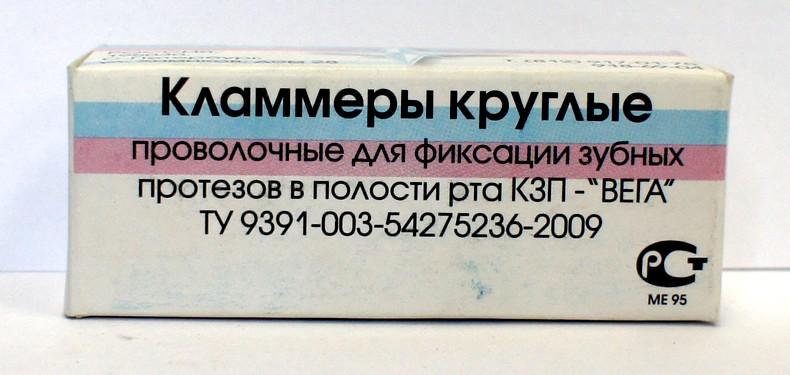 Кламмеры круглые
проволочные для фиксации зубных
протезов в полости рта КЗП -"ВЕГА"
ТУ 9391-003-54275236-2009
РСТ
МЕ 95